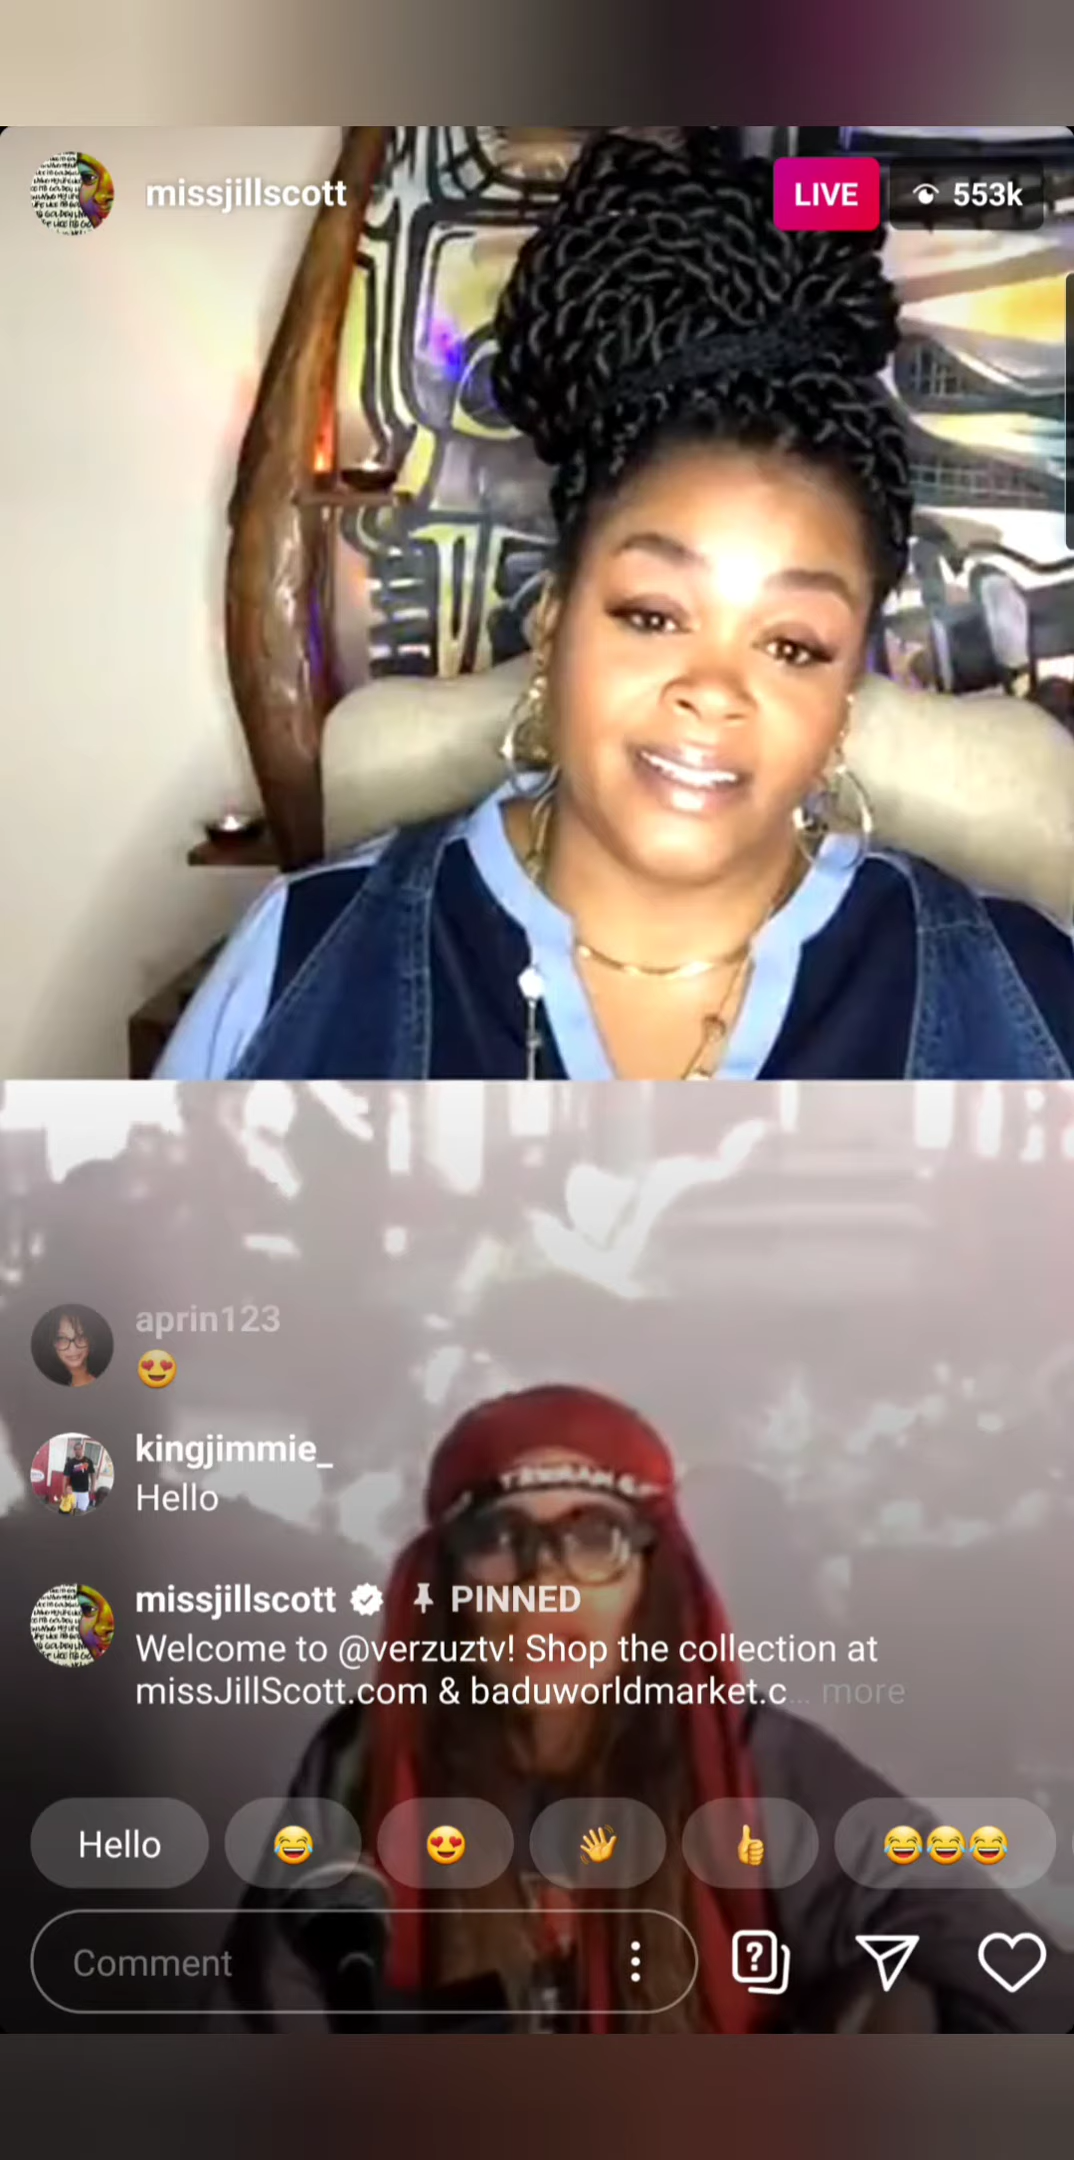 missjillscott
LIVE
553k
aprin123
😍
kingjimmie_
Hello
missjillscott PINNED
Welcome to @verzuztv! Shop the collection at
missJillScott.com & baduworldmarket.c... more
Hello 😂 😍 👋 👍 😂😂😂
Comment